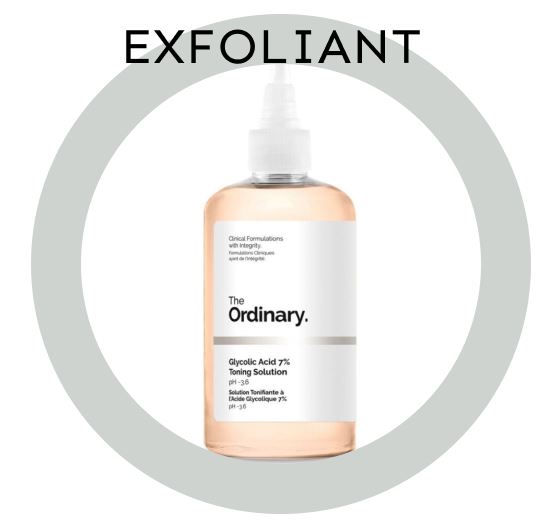 EXFOLIANT
Clinical Formulations
with Integrity.
Formulations Cliniques
ayant de l'intégrité.
The
Ordinary.
Glycolic Acid 7%
Toning Solution
pH ~3.6
Solution Tonifiante à
l'Acide Glycolique 7%
pH ~3.6